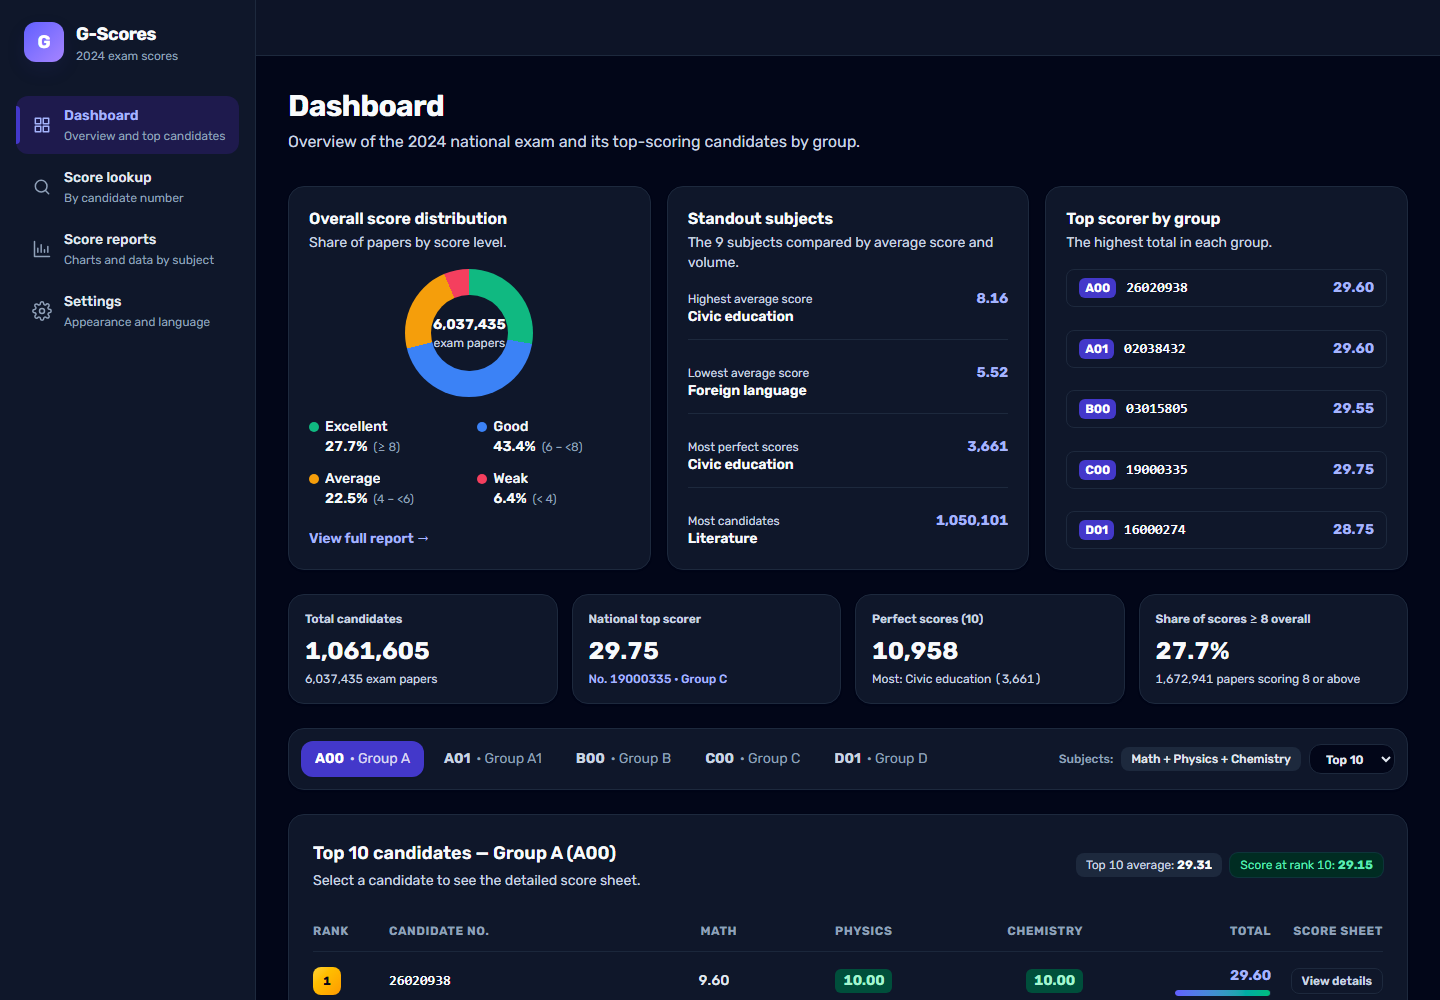 G
G-Scores
2024 exam scores
Dashboard
Overview and top candidates
Score lookup
By candidate number
Score reports
Charts and data by subject
Settings
Appearance and language
Dashboard
Overview of the 2024 national exam and its top-scoring candidates by group.
Overall score distribution
Share of papers by score level.
6,037,435
exam papers
Excellent
27.7% (≥ 8)
Good
43.4% (6 – <8)
Average
22.5% (4 – <6)
Weak
6.4% (< 4)
View full report →
Standout subjects
The 9 subjects compared by average score and
volume.
Highest average score
Civic education
8.16
Lowest average score
Foreign language
5.52
Most perfect scores
Civic education
3,661
Most candidates
Literature
1,050,101
Top scorer by group
The highest total in each group.
A00 26020938 29.60
A01 02038432 29.60
B00 03015805 29.55
C00 19000335 29.75
D01 16000274 28.75
Total candidates
1,061,605
6,037,435 exam papers
National top scorer
29.75
No. 19000335 · Group C
Perfect scores (10)
10,958
Most: Civic education (3,661)
Share of scores ≥ 8 overall
27.7%
1,672,941 papers scoring 8 or above
A00 · Group A A01 · Group A1 B00 · Group B C00 · Group C D01 · Group D Subjects: Math + Physics + Chemistry Top 10
Top 10 candidates — Group A (A00)
Select a candidate to see the detailed score sheet.
Top 10 average: 29.31 Score at rank 10: 29.15
RANK CANDIDATE NO. MATH PHYSICS CHEMISTRY TOTAL SCORE SHEET
1 26020938 9.60 10.00 10.00 29.60 View details